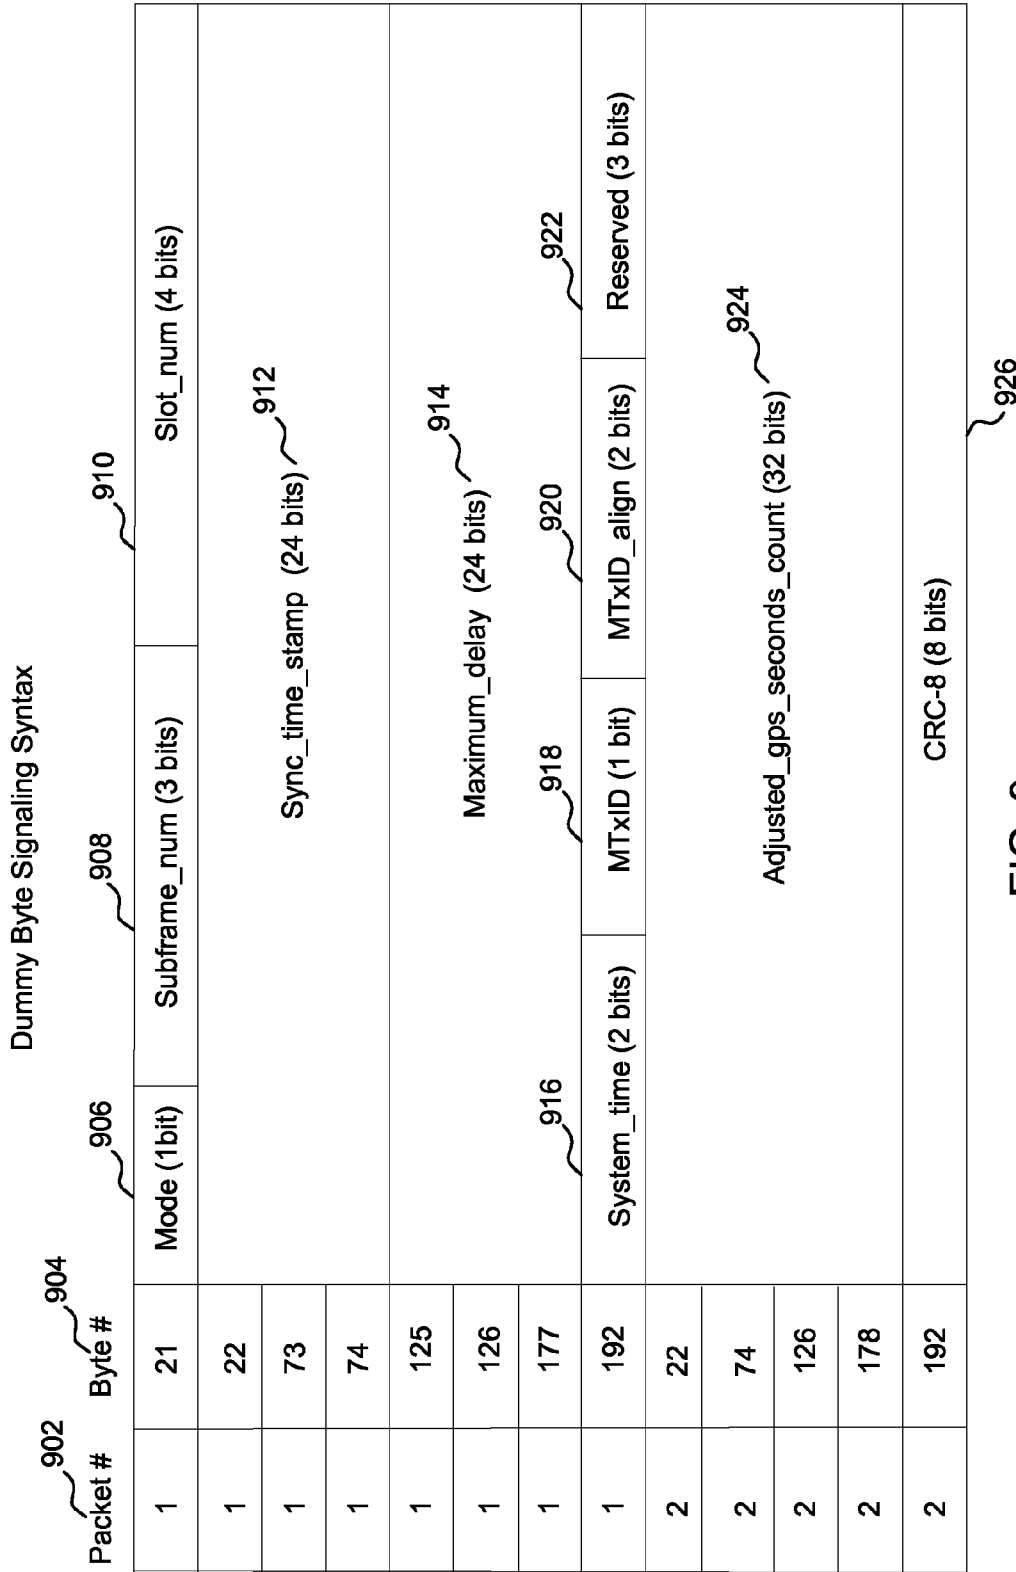 Dummy Byte Signaling Syntax
902 904 906 908 910
Packet # Byte #
1 21 Mode (1bit) Subframe_num (3 bits) Slot_num (4 bits)
1 22
1 73 Sync_time_stamp (24 bits) 912
1 74
1 125
1 126 Maximum_delay (24 bits) 914
1 177
916 918 920 922
1 192 System_time (2 bits) MTxID (1 bit) MTxID_align (2 bits) Reserved (3 bits)
2 22
2 74 Adjusted_gps_seconds_count (32 bits) 924
2 126
2 178
2 192 CRC-8 (8 bits)
926